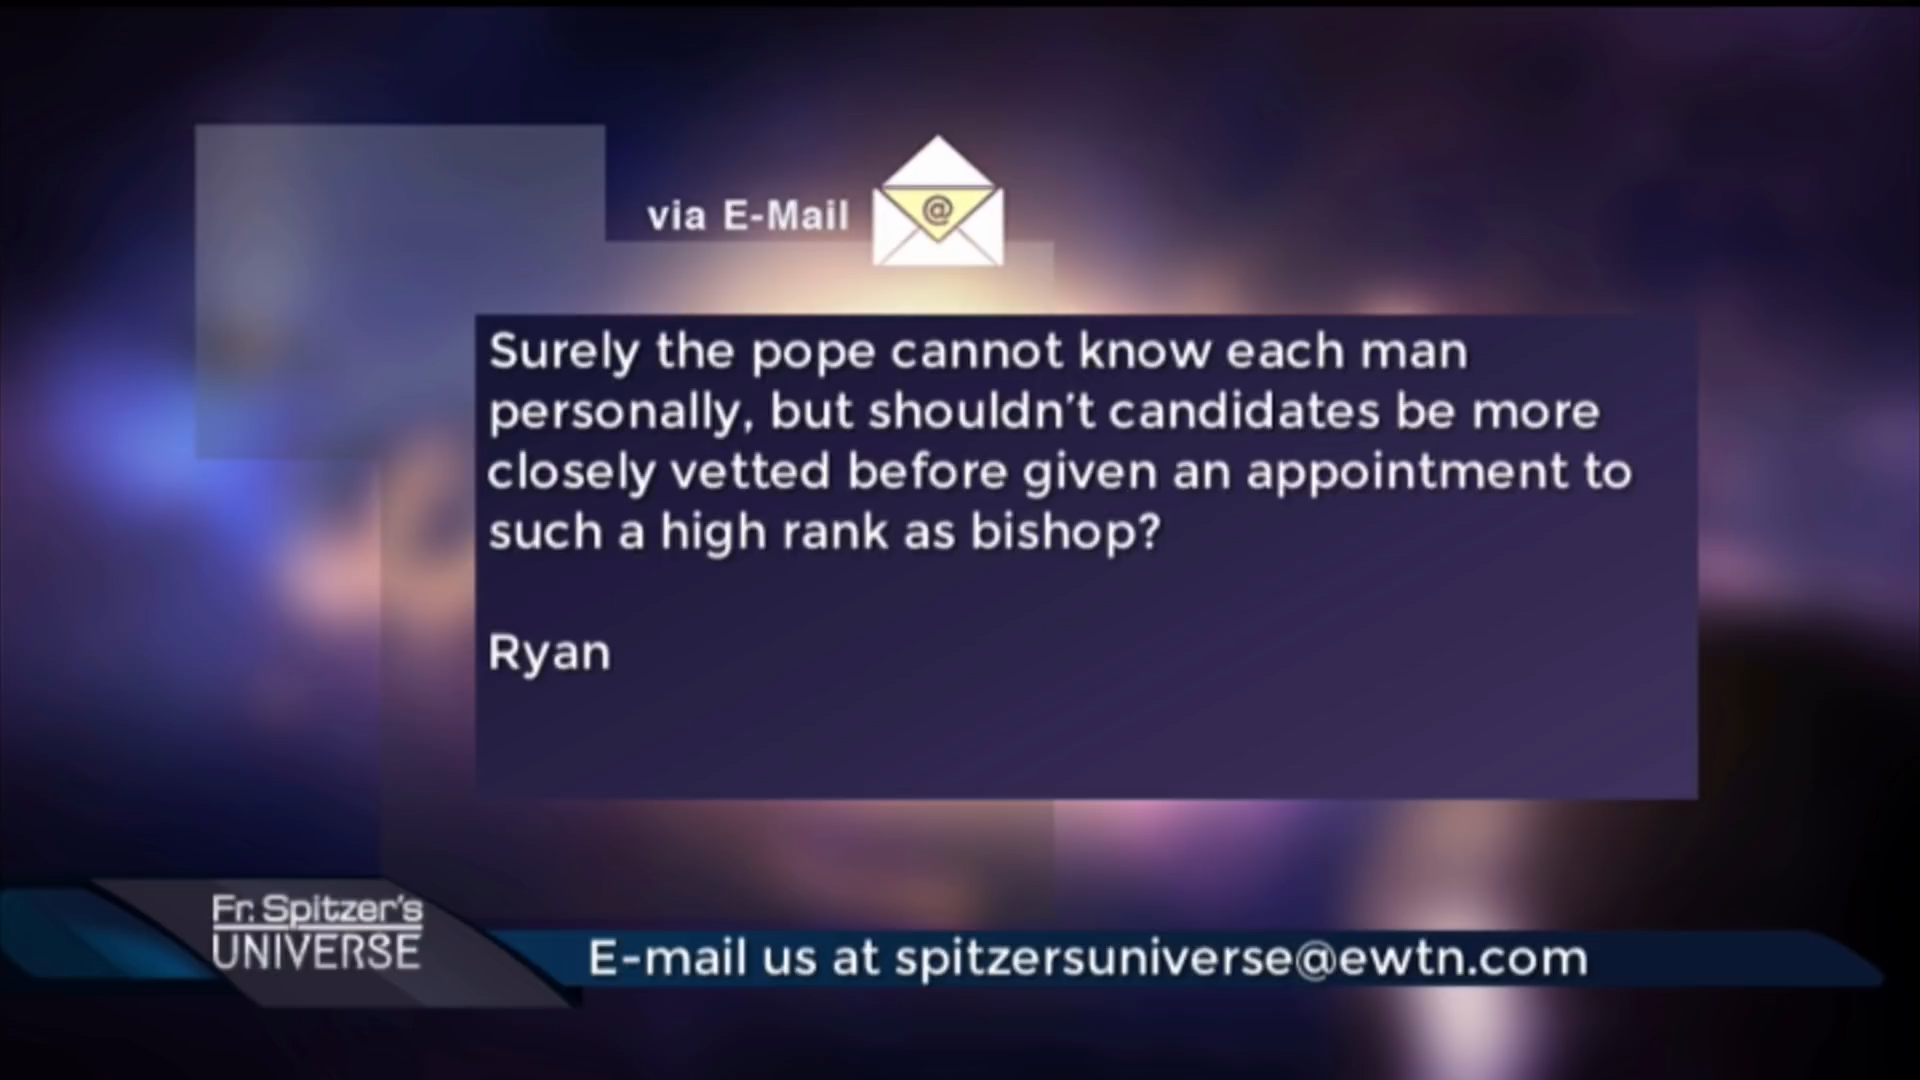 via E-Mail
@
Surely the pope cannot know each man
personally, but shouldn't candidates be more
closely vetted before given an appointment to
such a high rank as bishop?
Ryan
Fr. Spitzer's
UNIVERSE
E-mail us at spitzersuniverse@ewtn.com